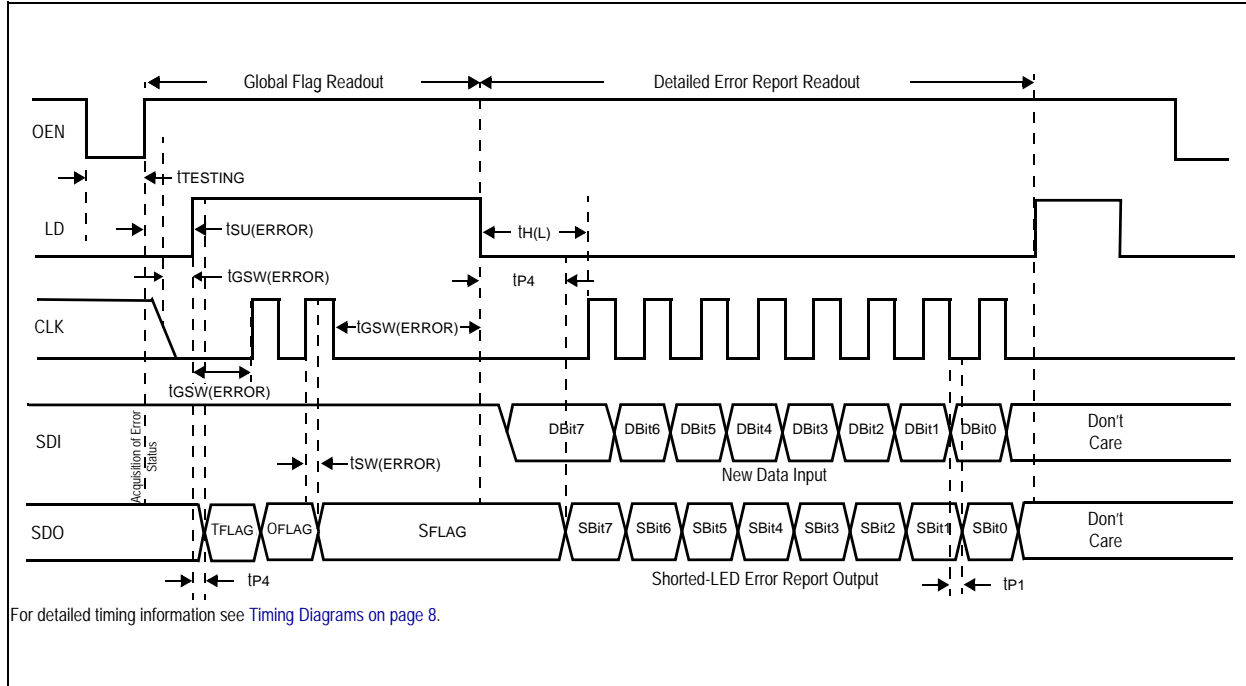 Global Flag Readout
Detailed Error Report Readout
OEN
tTESTING
LD
tSU(ERROR)
tH(L)
tGSW(ERROR)
tP4
CLK
tGSW(ERROR)
tGSW(ERROR)
Acquisition of Error
Status
SDI
DBit7 DBit6 DBit5 DBit4 DBit3 DBit2 DBit1 DBit0
Don't
Care
tSW(ERROR)
New Data Input
SDO
TFLAG OFLAG SFLAG SBit7 SBit6 SBit5 SBit4 SBit3 SBit2 SBit1 SBit0
Don't
Care
tP4
Shorted-LED Error Report Output
tP1
For detailed timing information see Timing Diagrams on page 8.